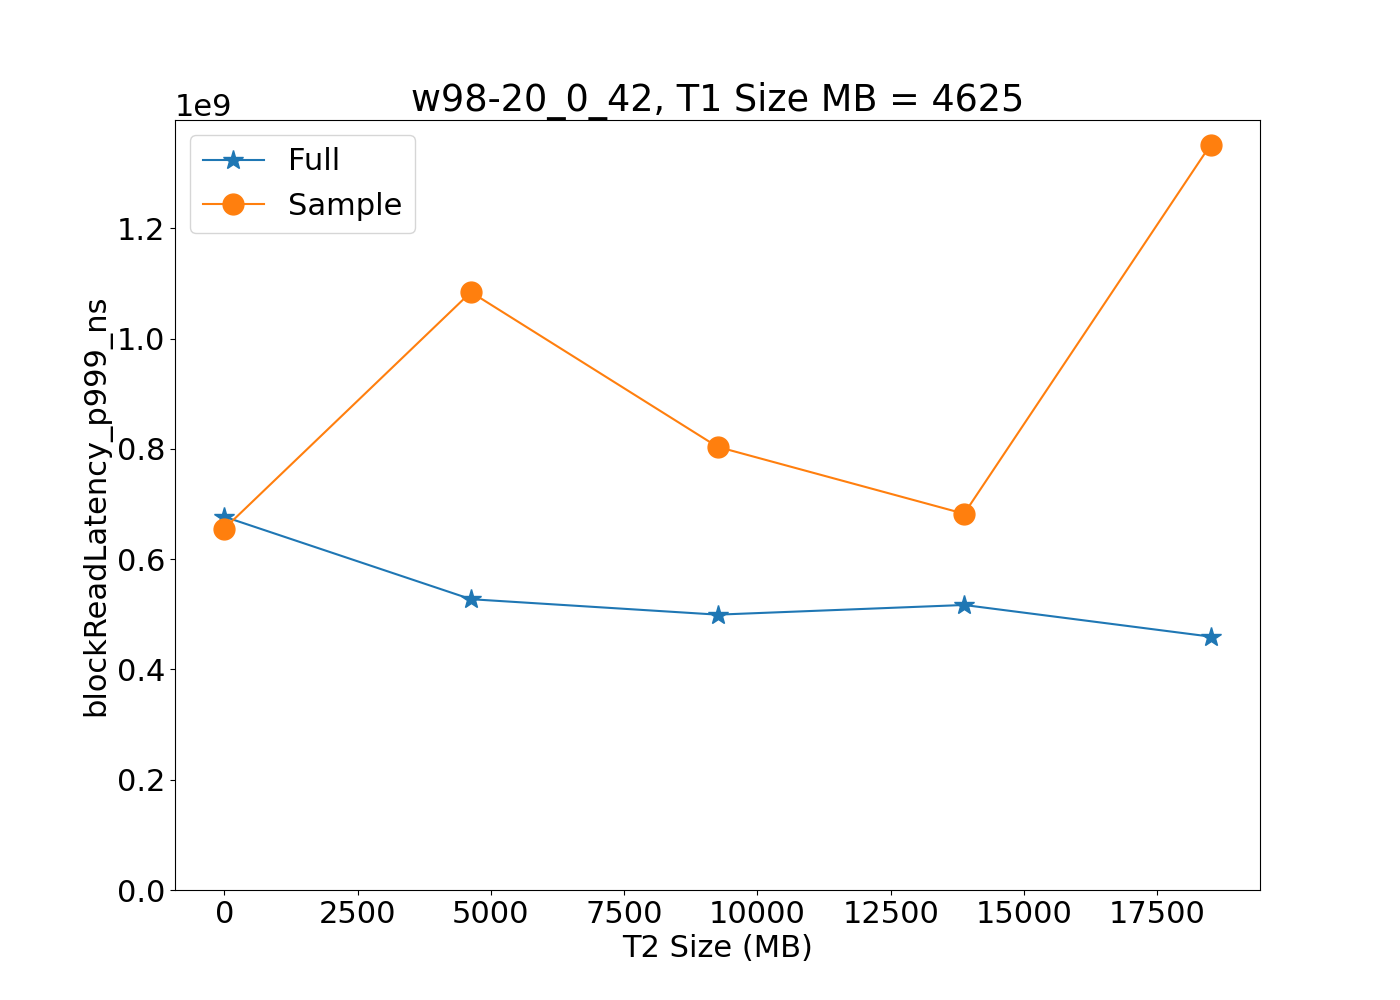 1e9
w98-20_0_42, T1 Size MB = 4625
Full
Sample
1.2
1.0
0.8
0.6
0.4
0.2
0.0
blockReadLatency_p999_ns
0 2500 5000 7500 10000 12500 15000 17500
T2 Size (MB)